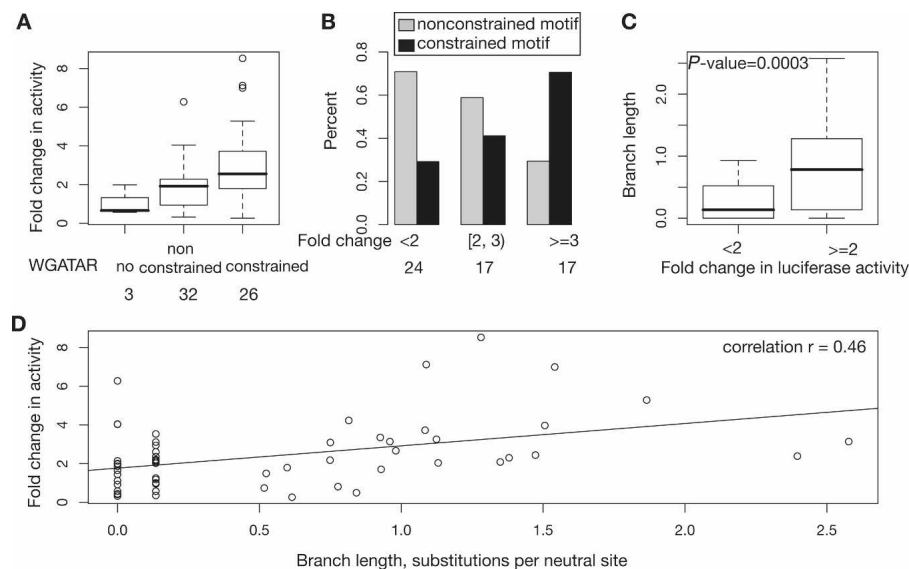 A
Fold change in activity
8
6
4
2
0
WGATAR
no
non
constrained
constrained
3
32
26
B
nonconstrained motif
constrained motif
Percent
0.8
0.6
0.4
0.2
0.0
Fold change
<2
[2, 3)
>=3
24
17
17
C
P-value=0.0003
Branch length
2.0
1.0
0.0
<2
>=2
Fold change in luciferase activity
D
correlation r = 0.46
Fold change in activity
8
6
4
2
0
0.0
0.5
1.0
1.5
2.0
2.5
Branch length, substitutions per neutral site